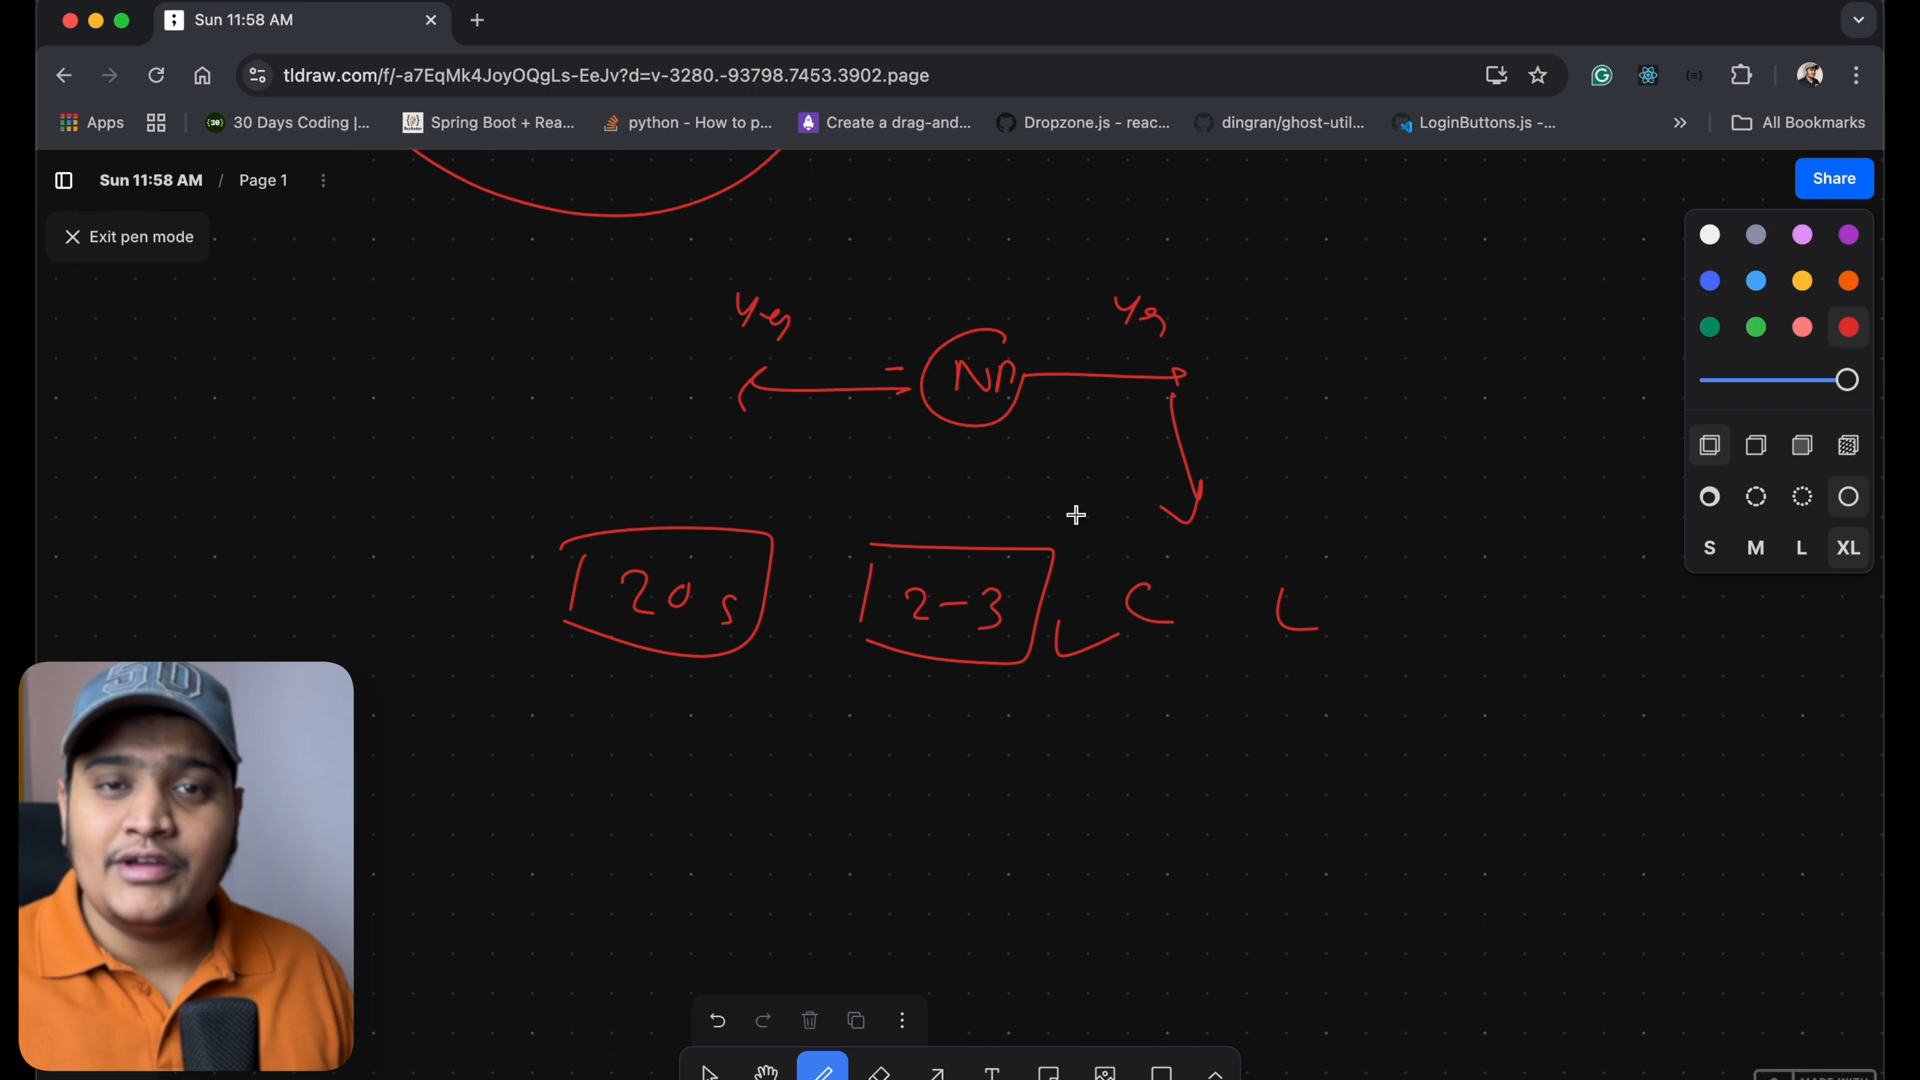 Sun 11:58 AM
tldraw.com/f/-a7EqMk4JoyOQgLs-EeJv?d=v-3280.-93798.7453.3902.page
Apps
30 Days Coding |...
Spring Boot + Rea...
python - How to p...
Create a drag-and...
Dropzone.js - reac...
dingran/ghost-util...
LoginButtons.js -...
All Bookmarks
Sun 11:58 AM / Page 1
Share
Exit pen mode
Yes
Yes
20 s
2-3
C
L
S M L XL